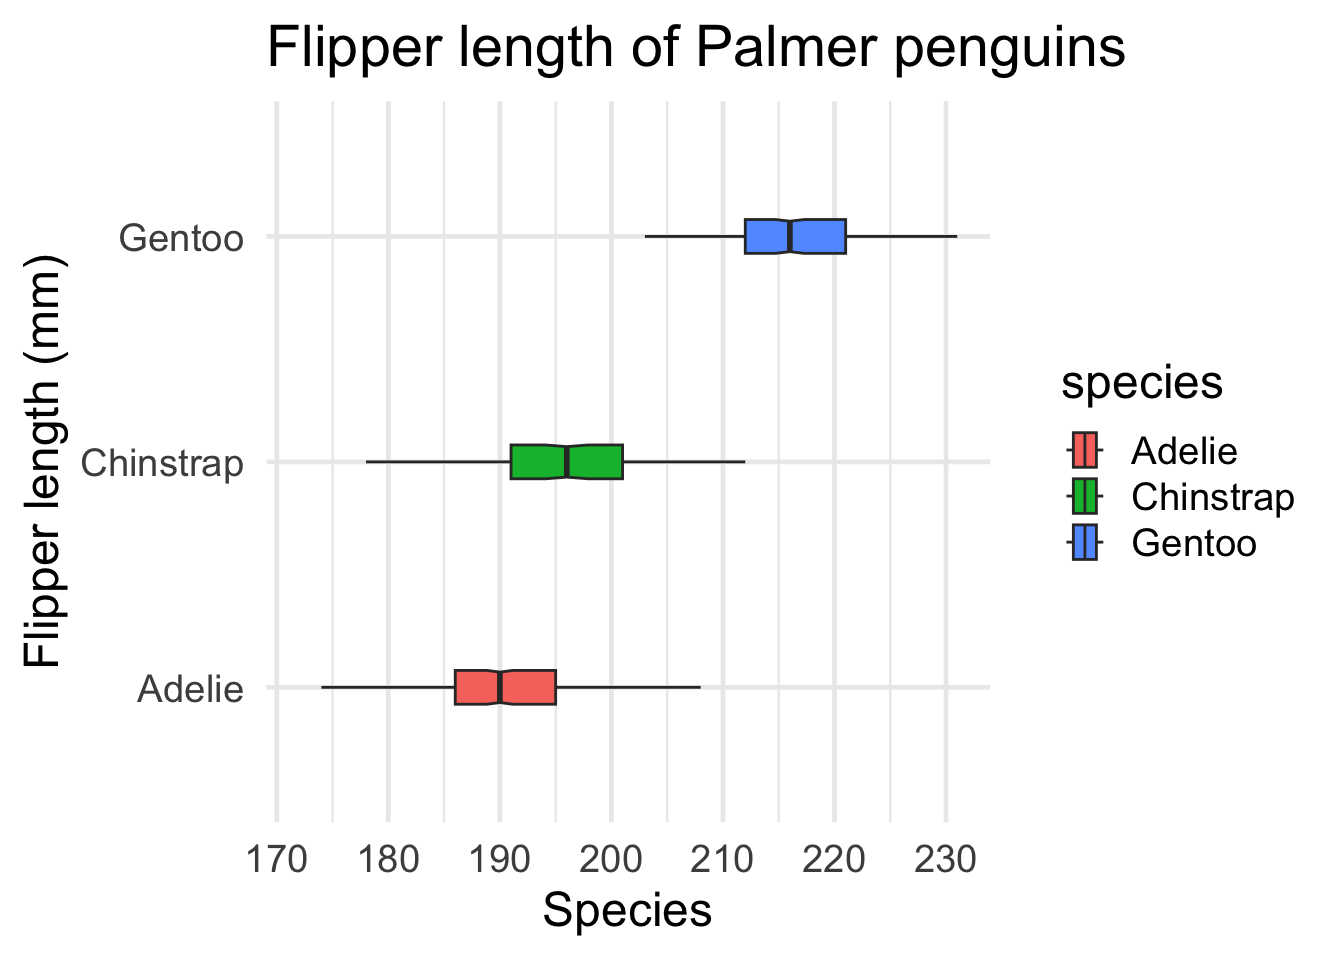 Flipper length of Palmer penguins
Flipper length (mm)
Gentoo
Chinstrap
Adelie
170 180 190 200 210 220 230
Species
species
Adelie
Chinstrap
Gentoo